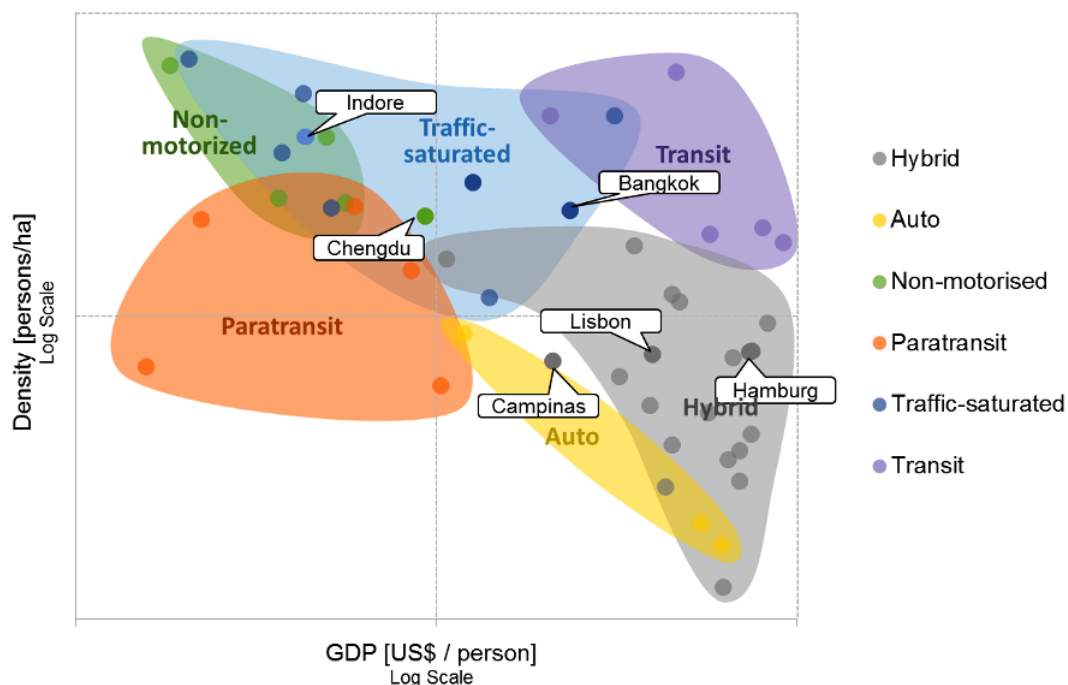 Indore
Non-
motorized
Traffic-
saturated
Transit
Bangkok
Chengdu
Paratransit
Lisbon
Campinas
Hamburg
Hybrid
Auto
Density [persons/ha]
Log Scale
GDP [US$ / person]
Log Scale
Hybrid
Auto
Non-motorised
Paratransit
Traffic-saturated
Transit